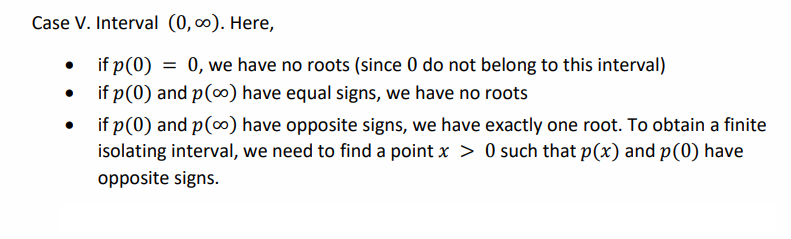 Case V. Interval (0, ∞). Here,
• if p(0) = 0, we have no roots (since 0 do not belong to this interval)
• if p(0) and p(∞) have equal signs, we have no roots
• if p(0) and p(∞) have opposite signs, we have exactly one root. To obtain a finite
isolating interval, we need to find a point x > 0 such that p(x) and p(0) have
opposite signs.